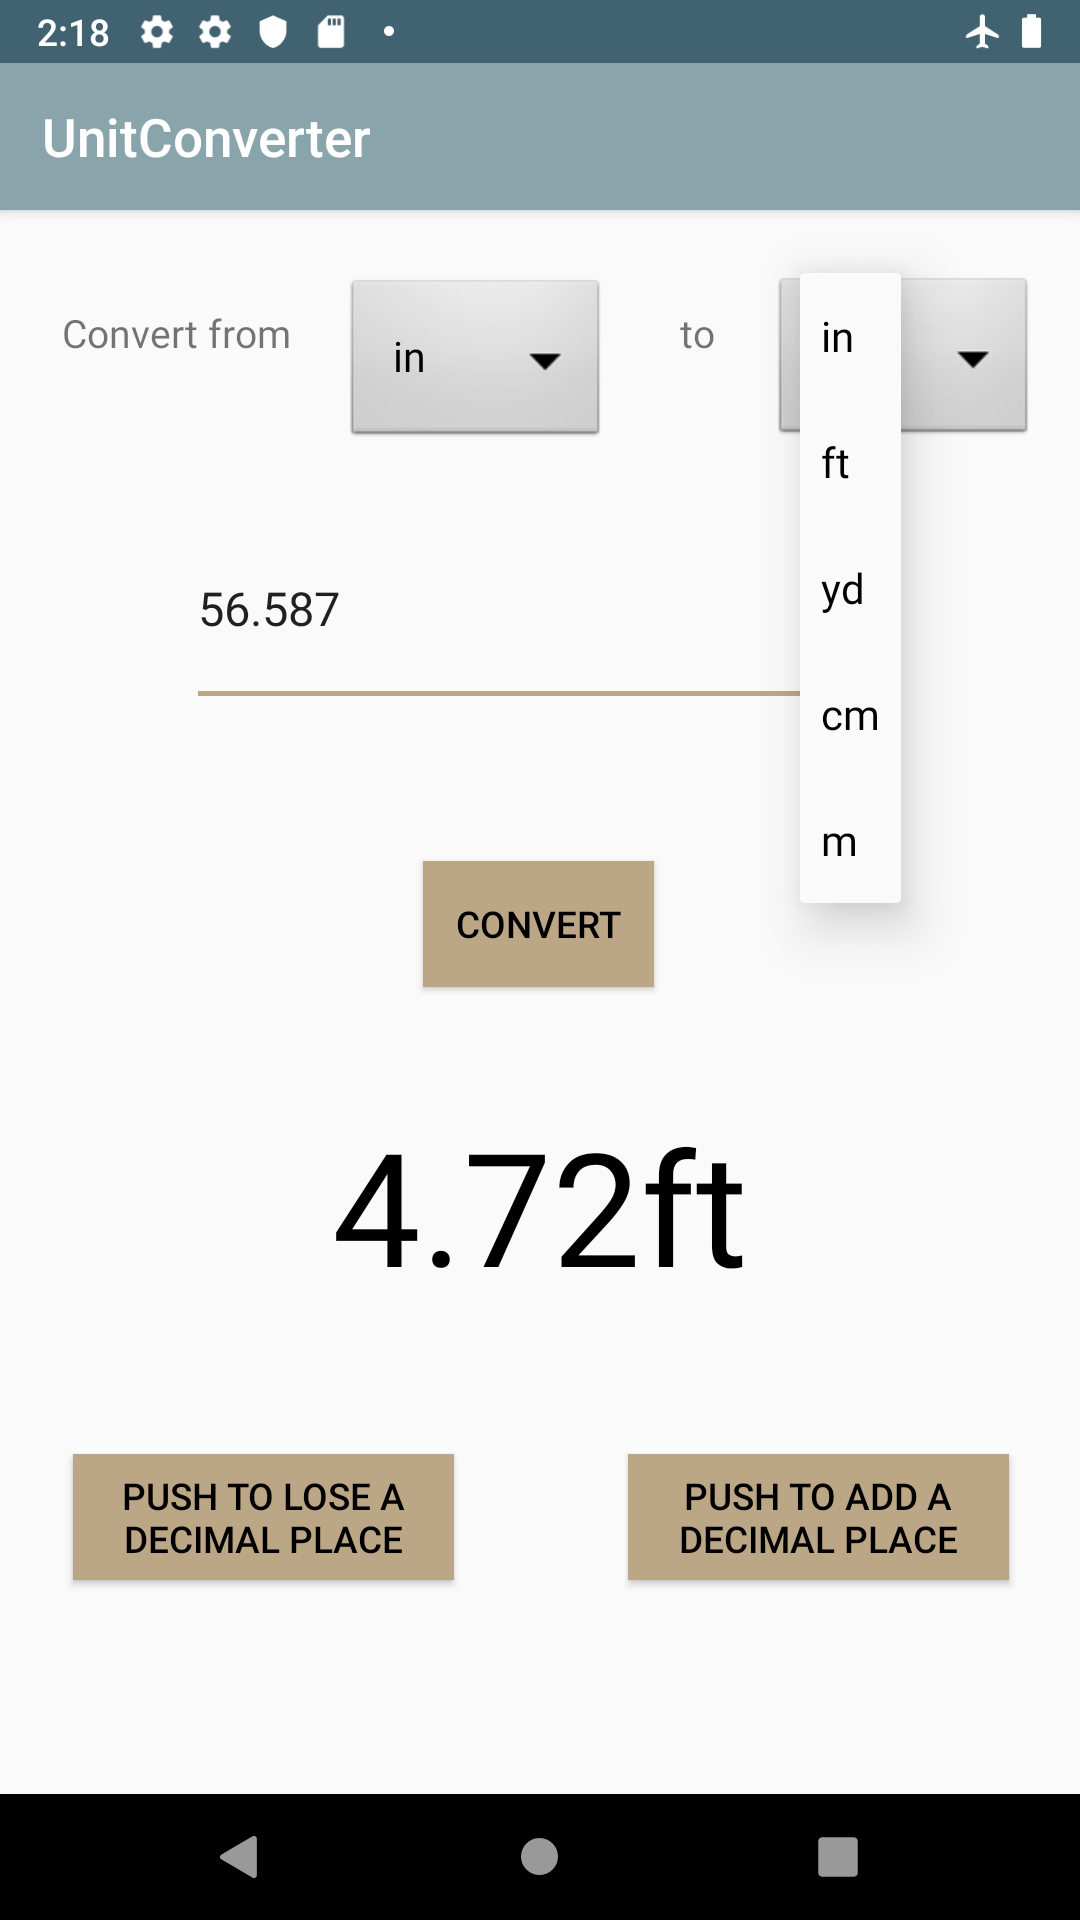 2:18
UnitConverter
Convert from
in
to
in
ft
yd
cm
m
56.587
CONVERT
4.72ft
PUSH TO LOSE A
DECIMAL PLACE
PUSH TO ADD A
DECIMAL PLACE